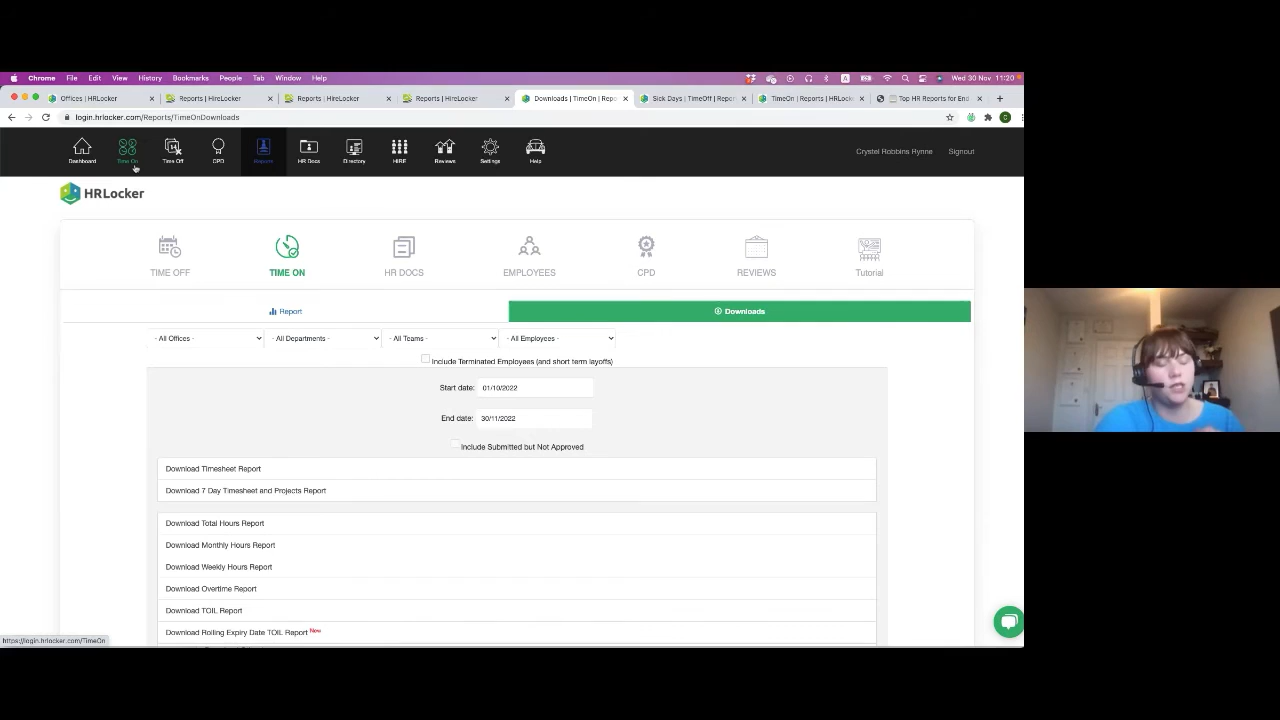 Chrome File Edit View History Bookmarks People Tab Window Help A Wed 30 Nov 11:20
Offices | HRLocker Reports | HireLocker Reports | HireLocker Reports | HireLocker Downloads | TimeOn | Repo Sick Days | TimeOff | Report TimeOn | Reports | HRLocker Top HR Reports for End
login.hrlocker.com/Reports/TimeOnDownloads
Dashboard Time On Time Off CPD Reports HR Docs Directory HIRE Reviews Settings Help
Crystel Robbins Rynne Signout
HRLocker
TIME OFF TIME ON HR DOCS EMPLOYEES CPD REVIEWS Tutorial
Report Downloads
- All Offices - - All Departments - - All Teams - - All Employees -
Include Terminated Employees (and short term layoffs)
Start date: 01/10/2022
End date: 30/11/2022
Include Submitted but Not Approved
Download Timesheet Report
Download 7 Day Timesheet and Projects Report
Download Total Hours Report
Download Monthly Hours Report
Download Weekly Hours Report
Download Overtime Report
Download TOIL Report
Download Rolling Expiry Date TOIL Report New
https://login.hrlocker.com/TimeOn